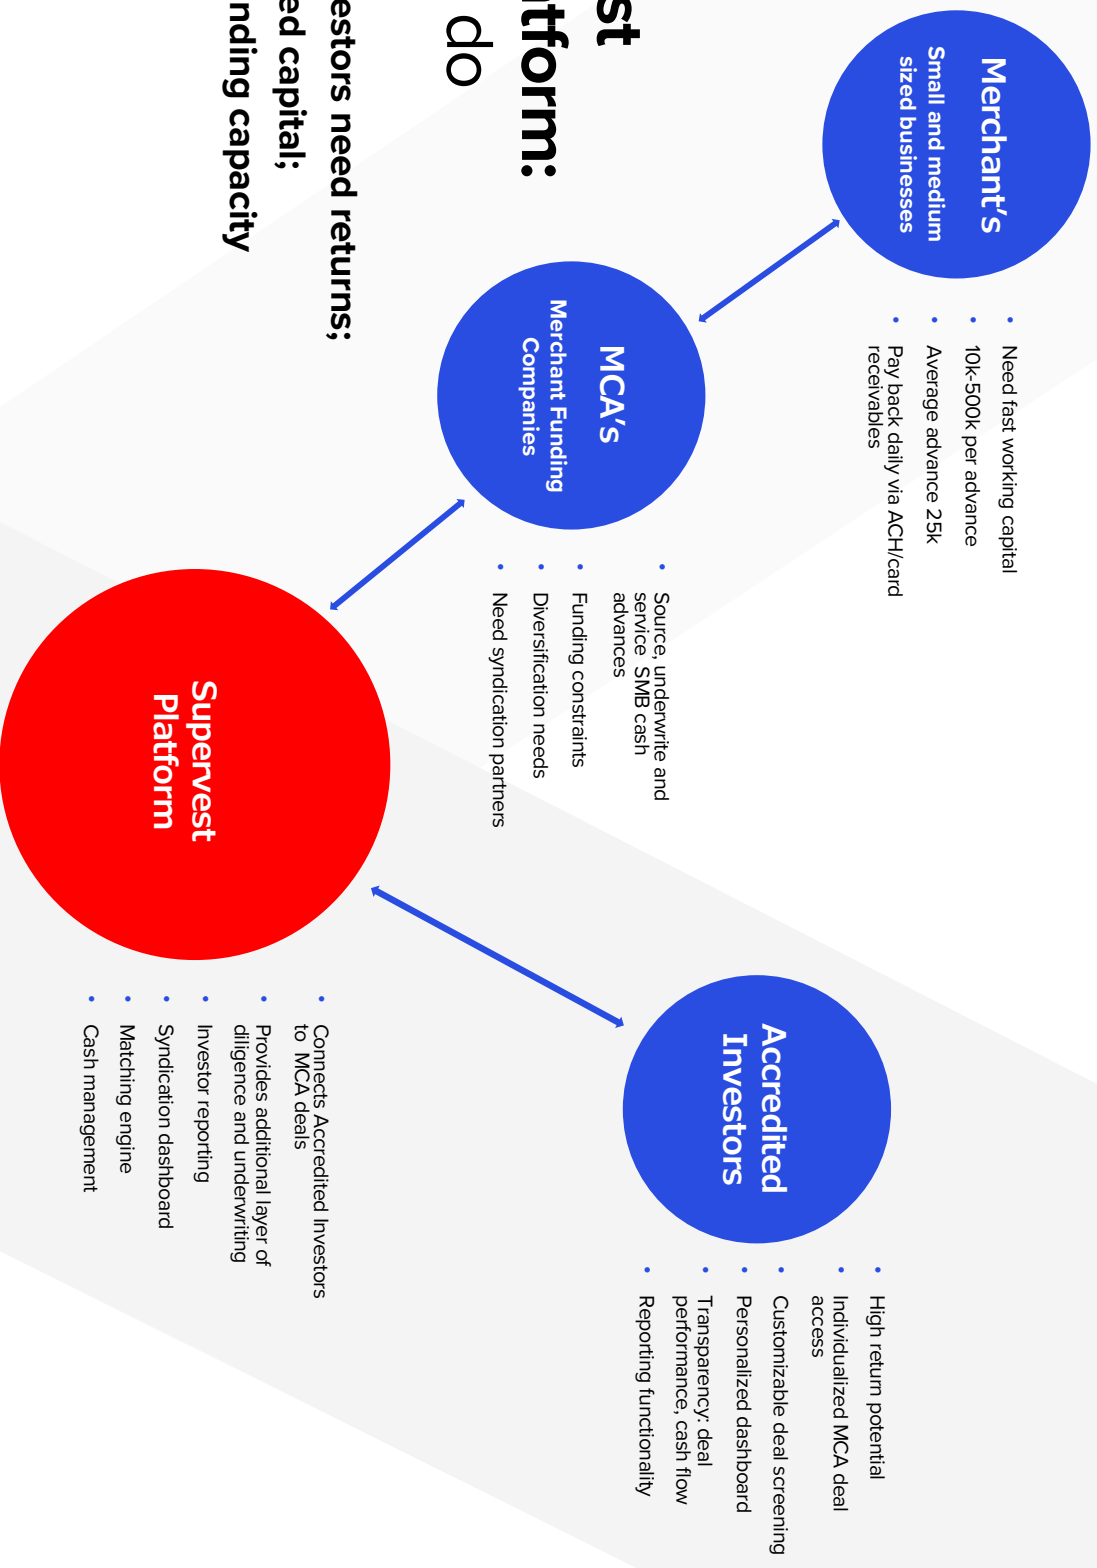 st
tform:
do
estors need returns;
ed capital;
nding capacity
Merchant’s
Small and medium
sized businesses
• Need fast working capital
• 10k-500k per advance
• Average advance 25k
• Pay back daily via ACH/card
receivables
MCA’s
Merchant Funding
Companies
• Source, underwrite and
service SMB cash
advances
• Funding constraints
• Diversification needs
• Need syndication partners
Supervest
Platform
• Connects Accredited Investors
to MCA deals
• Provides additional layer of
diligence and underwriting
• Investor reporting
• Syndication dashboard
• Matching engine
• Cash management
Accredited
Investors
• High return potential
• Individualized MCA deal
access
• Customizable deal screening
• Personalized dashboard
• Transparency: deal
performance, cash flow
• Reporting functionality